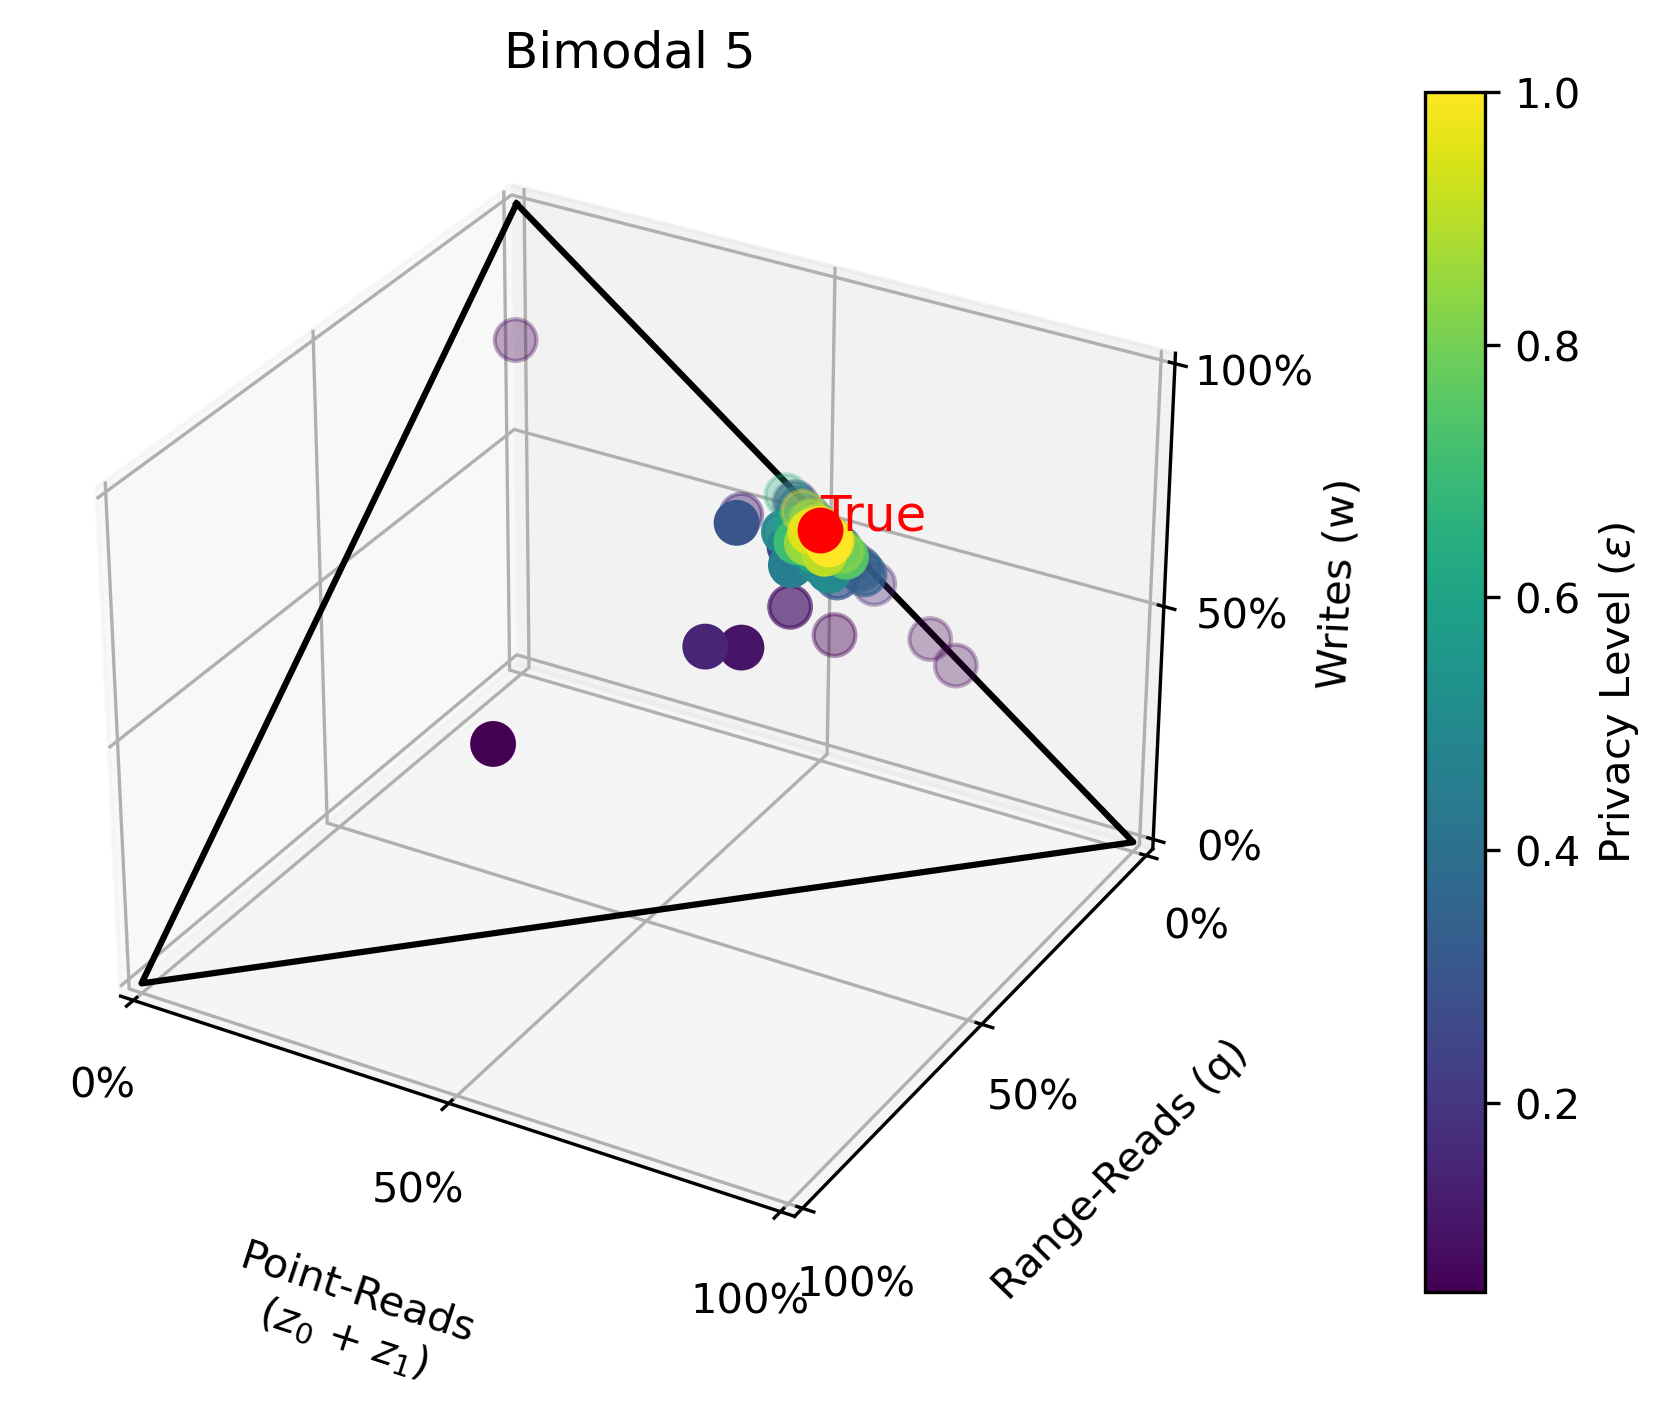 Bimodal 5
True
100%
50%
0%
Writes (w)
0%
50%
100%
Range-Reads (q)
0%
50%
100%
Point-Reads
(z₀ + z₁)
1.0
0.8
0.6
0.4
0.2
Privacy Level (ε)